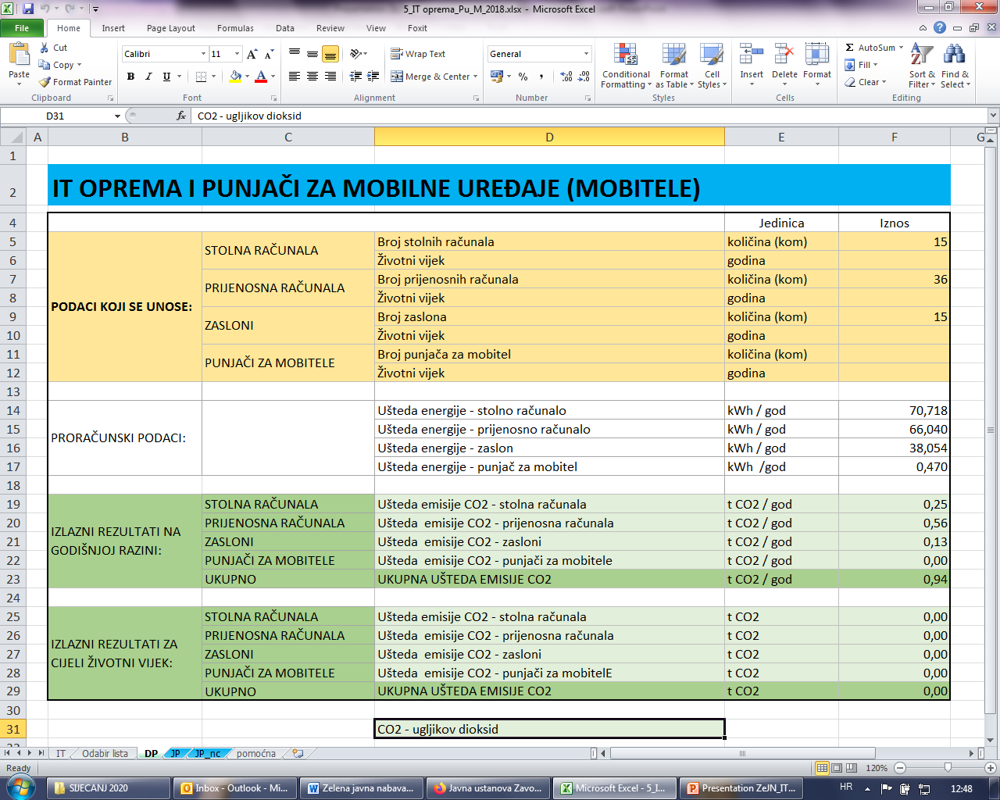 5_IT oprema_Pu_M_2018.xlsx - Microsoft Excel
File Home Insert Page Layout Formulas Data Review View Foxit
Paste Cut Copy Format Painter Clipboard
Calibri 11 B I U Font
Wrap Text Merge & Center Alignment
General % , Number
Conditional Formatting Format as Table Cell Styles Styles
Insert Delete Format Cells
Σ AutoSum Fill Clear Sort & Filter Find & Select Editing
D31 fx CO2 - ugljikov dioksid
A B C D E F G
1
2 IT OPREMA I PUNJAČI ZA MOBILNE UREĐAJE (MOBITELE)
4 Jedinica Iznos
5 STOLNA RAČUNALA Broj stolnih računala količina (kom) 15
6 Životni vijek godina
7 PRIJENOSNA RAČUNALA Broj prijenosnih računala količina (kom) 36
8 PODACI KOJI SE UNOSE: Životni vijek godina
9 ZASLONI Broj zaslona količina (kom) 15
10 Životni vijek godina
11 PUNJAČI ZA MOBITELE Broj punjača za mobitel količina (kom)
12 Životni vijek godina
13
14 Ušteda energije - stolno računalo kWh / god 70,718
15 PRORAČUNSKI PODACI: Ušteda energije - prijenosno računalo kWh / god 66,040
16 Ušteda energije - zaslon kWh / god 38,054
17 Ušteda energije - punjač za mobitel kWh /god 0,470
18
19 STOLNA RAČUNALA Ušteda emisije CO2 - stolna računala t CO2 / god 0,25
20 IZLAZNI REZULTATI NA PRIJENOSNA RAČUNALA Ušteda emisije CO2 - prijenosna računala t CO2 / god 0,56
21 GODIŠNJOJ RAZINI: ZASLONI Ušteda emisije CO2 - zasloni t CO2 / god 0,13
22 PUNJAČI ZA MOBITELE Ušteda emisije CO2 - punjači za mobitele t CO2 / god 0,00
23 UKUPNO UKUPNA UŠTEDA EMISIJE CO2 t CO2 / god 0,94
24
25 STOLNA RAČUNALA Ušteda emisije CO2 - stolna računala t CO2 0,00
26 IZLAZNI REZULTATI ZA PRIJENOSNA RAČUNALA Ušteda emisije CO2 - prijenosna računala t CO2 0,00
27 CIJELI ŽIVOTNI VIJEK: ZASLONI Ušteda emisije CO2 - zasloni t CO2 0,00
28 PUNJAČI ZA MOBITELE Ušteda emisije CO2 - punjači za mobitelE t CO2 0,00
29 UKUPNO UKUPNA UŠTEDA EMISIJE CO2 t CO2 0,00
30
31 CO2 - ugljikov dioksid
IT Odabir lista DP JP JP_nc pomoćna
Ready 120%
SIJECANJ 2020 Inbox - Outlook - Mi... Zelena javna nabava... Javna ustanova Zavo... Microsoft Excel - 5_I... Presentation ZeJN_IT... HR 12:48